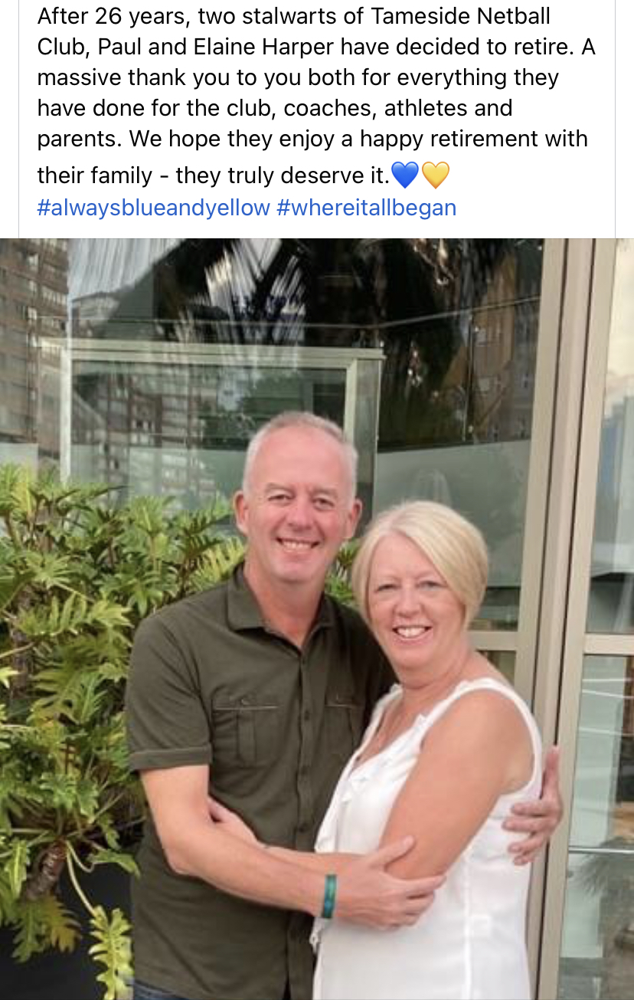 After 26 years, two stalwarts of Tameside Netball
Club, Paul and Elaine Harper have decided to retire. A
massive thank you to you both for everything they
have done for the club, coaches, athletes and
parents. We hope they enjoy a happy retirement with
their family - they truly deserve it.💙💛
#alwaysblueandyellow #whereitallbegan